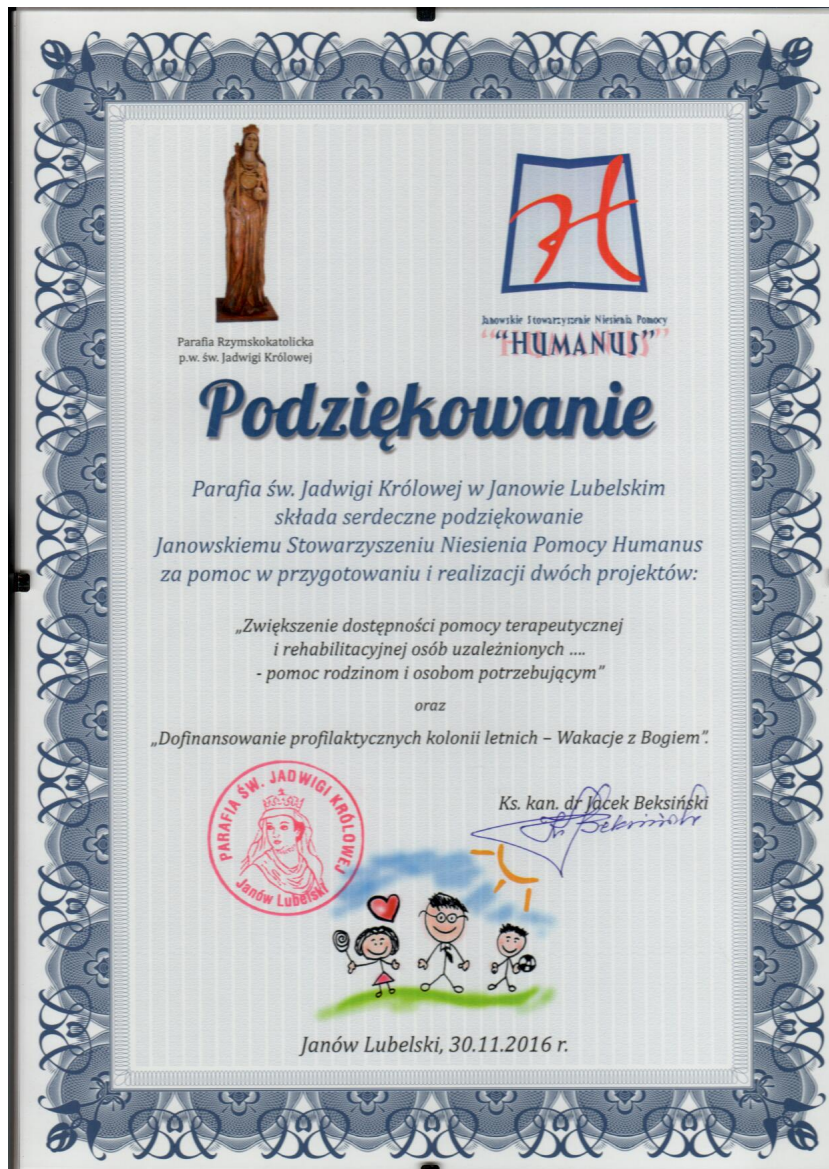 Parafia Rzymskokatolicka
p.w. św. Jadwigi Królowej
Janowskie Stowarzyszenie Niesienia Pomocy
"HUMANUS"
Podziękowanie
Parafia św. Jadwigi Królowej w Janowie Lubelskim
składa serdeczne podziękowanie
Janowskiemu Stowarzyszeniu Niesienia Pomocy Humanus
za pomoc w przygotowaniu i realizacji dwóch projektów:
„Zwiększenie dostępności pomocy terapeutycznej
i rehabilitacyjnej osób uzależnionych ....
- pomoc rodzinom i osobom potrzebującym”
oraz
„Dofinansowanie profilaktycznych kolonii letnich – Wakacje z Bogiem”.
PARAFIA ŚW. JADWIGI KRÓLOWEJ
Janów Lubelski
Ks. kan. dr Jacek Beksiński
Beksiński
Janów Lubelski, 30.11.2016 r.